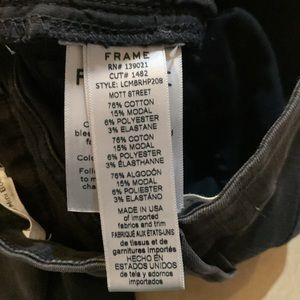 FRAME
RN# 139021
CUT# 1482
STYLE: LCMBRHP208
MOTT STREET
76% COTTON
15% MODAL
6% POLYESTER
3% ELASTANE
76% COTON
15% MODAL
6% POLYESTER
3% ÉLASTHANNE
76% ALGODÓN
15% MODAL
6% POLIÉSTER
3% ELASTANO
MADE IN USA
of imported
fabrics and trim
FABRIQUÉ AUX ÉTATS-UNIS
de tissus et de
garnitures importés
HECHO EN
ESTADOS UNIDOS
de tela y adornos
importados